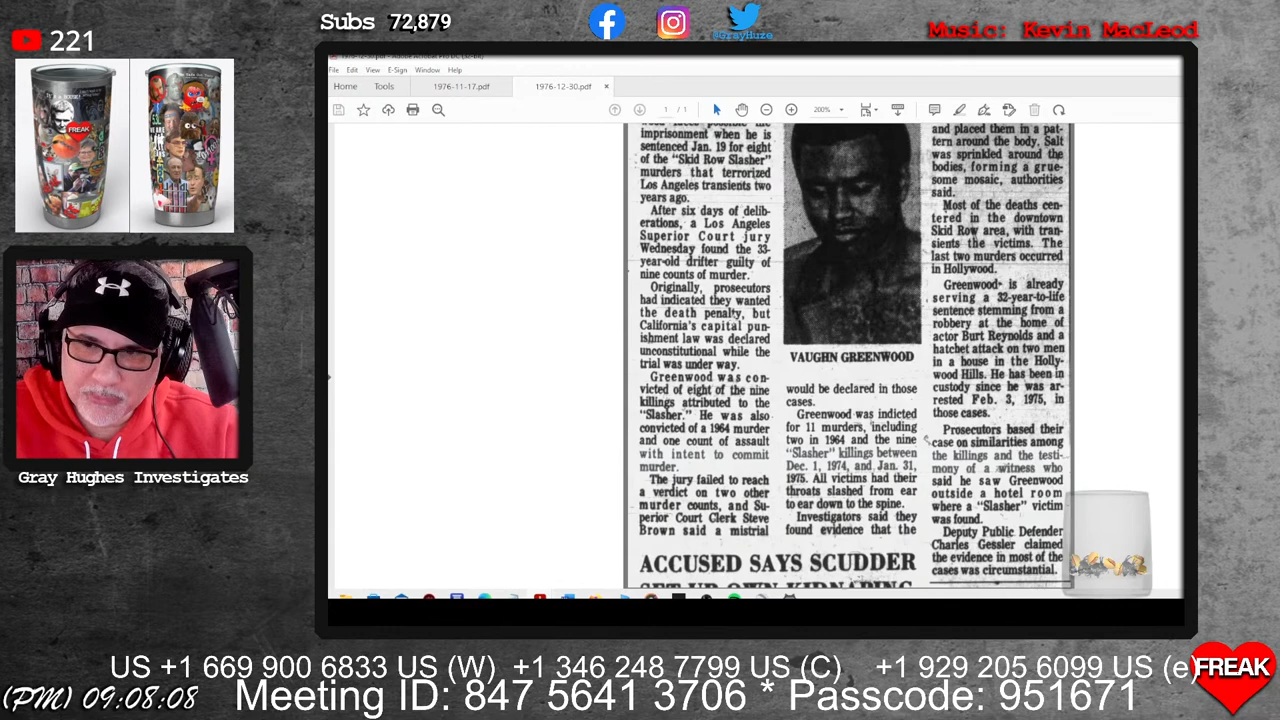 221
Subs 72,879
@GrayHuze
Music: Kevin MacLeod
FREAK
Gray Hughes Investigates
File Edit View E-Sign Window Help
Home Tools 1976-11-17.pdf 1976-12-30.pdf ×
1 / 1 200%
imprisonment when he is
sentenced Jan. 19 for eight
of the "Skid Row Slasher"
murders that terrorized
Los Angeles transients two
years ago.
After six days of delib-
erations, a Los Angeles
Superior Court jury
Wednesday found the 33-
year-old drifter guilty of
nine counts of murder.
Originally, prosecutors
had indicated they wanted
the death penalty, but
California's capital pun-
ishment law was declared
unconstitutional while the
trial was under way.
Greenwood was con-
victed of eight of the nine
killings attributed to the
"Slasher." He was also
convicted of a 1964 murder
and one count of assault
with intent to commit
murder.
The jury failed to reach
a verdict on two other
murder counts, and Su-
perior Court Clerk Steve
Brown said a mistrial
VAUGHN GREENWOOD
would be declared in those
cases.
Greenwood was indicted
for 11 murders, including
two in 1964 and the nine
"Slasher" killings between
Dec. 1, 1974, and Jan. 31,
1975. All victims had their
throats slashed from ear
to ear down to the spine.
Investigators said they
found evidence that the
and placed them in a pat-
tern around the body. Salt
was sprinkled around the
bodies, forming a grue-
some mosaic, authorities
said.
Most of the deaths cen-
tered in the downtown
Skid Row area, with tran-
sients the victims. The
last two murders occurred
in Hollywood.
Greenwood is already
serving a 32-year-to-life
sentence stemming from a
robbery at the home of
actor Burt Reynolds and a
hatchet attack on two men
in a house in the Holly-
wood Hills. He has been in
custody since he was ar-
rested Feb. 3, 1975, in
those cases.
Prosecutors based their
case on similarities among
the killings and the testi-
mony of a witness who
said he saw Greenwood
outside a hotel room
where a "Slasher" victim
was found.
Deputy Public Defender
Charles Gessler claimed
the evidence in most of the
cases was circumstantial.
ACCUSED SAYS SCUDDER
SET UP OWN KIDNAPING
US +1 669 900 6833 US (W) +1 346 248 7799 US (C) +1 929 205 6099 US (e)
FREAK
(PM) 09:08:08
Meeting ID: 847 5641 3706 * Passcode: 951671